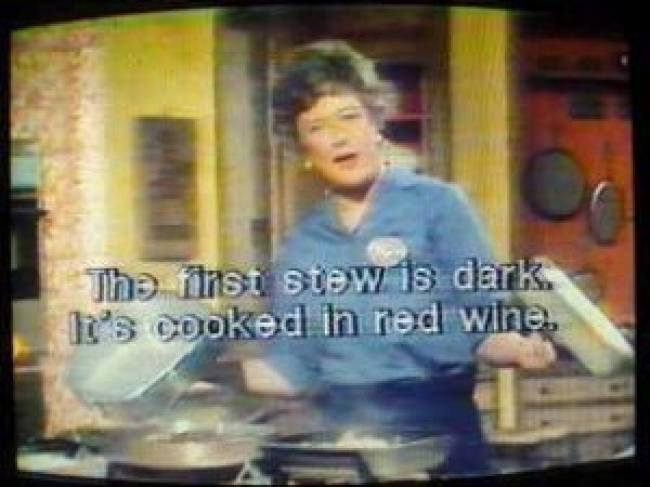 The first stew is dark.
It's cooked in red wine.